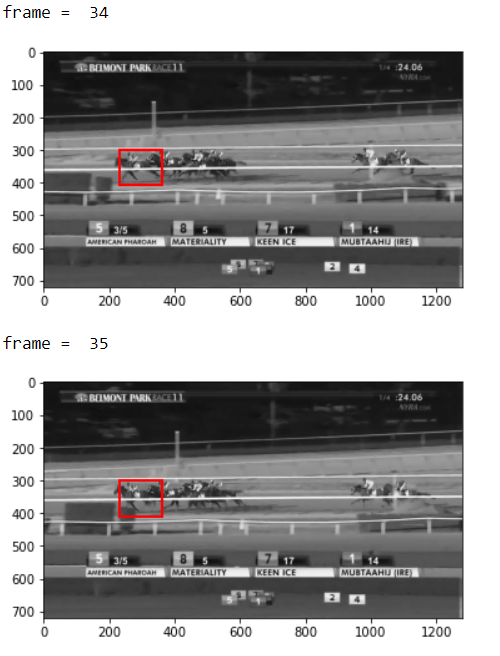 frame =  34
0
100
200
300
400
500
600
700
BELMONT PARK RACE 11
1/4 :24.06
5 3/5 8 5 7 17 1 14
AMERICAN PHAROAH MATERIALITY KEEN ICE MUBTAAHIJ (IRE)
5 1 2 4
0 200 400 600 800 1000 1200
frame =  35
0
100
200
300
400
500
600
700
BELMONT PARK RACE 11
1/4 :24.06
5 3/5 8 5 7 17 1 14
AMERICAN PHAROAH MATERIALITY KEEN ICE MUBTAAHIJ (IRE)
5 1 2 4
0 200 400 600 800 1000 1200